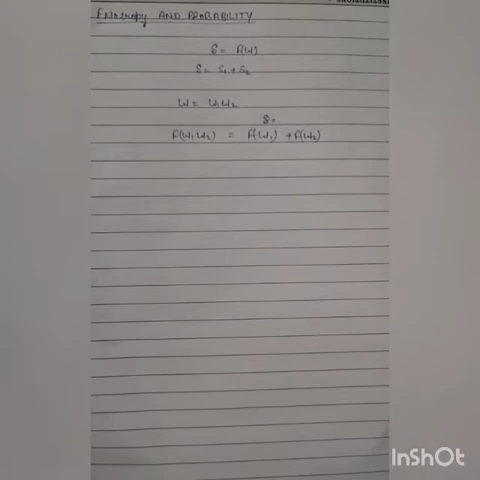 ENtropy AND PROBABILITY
S = f(W)
S = S₁ + S₂
W = W₁W₂
S =
F(W₁W₂) = F(W₁) + F(W₂)
InShOt